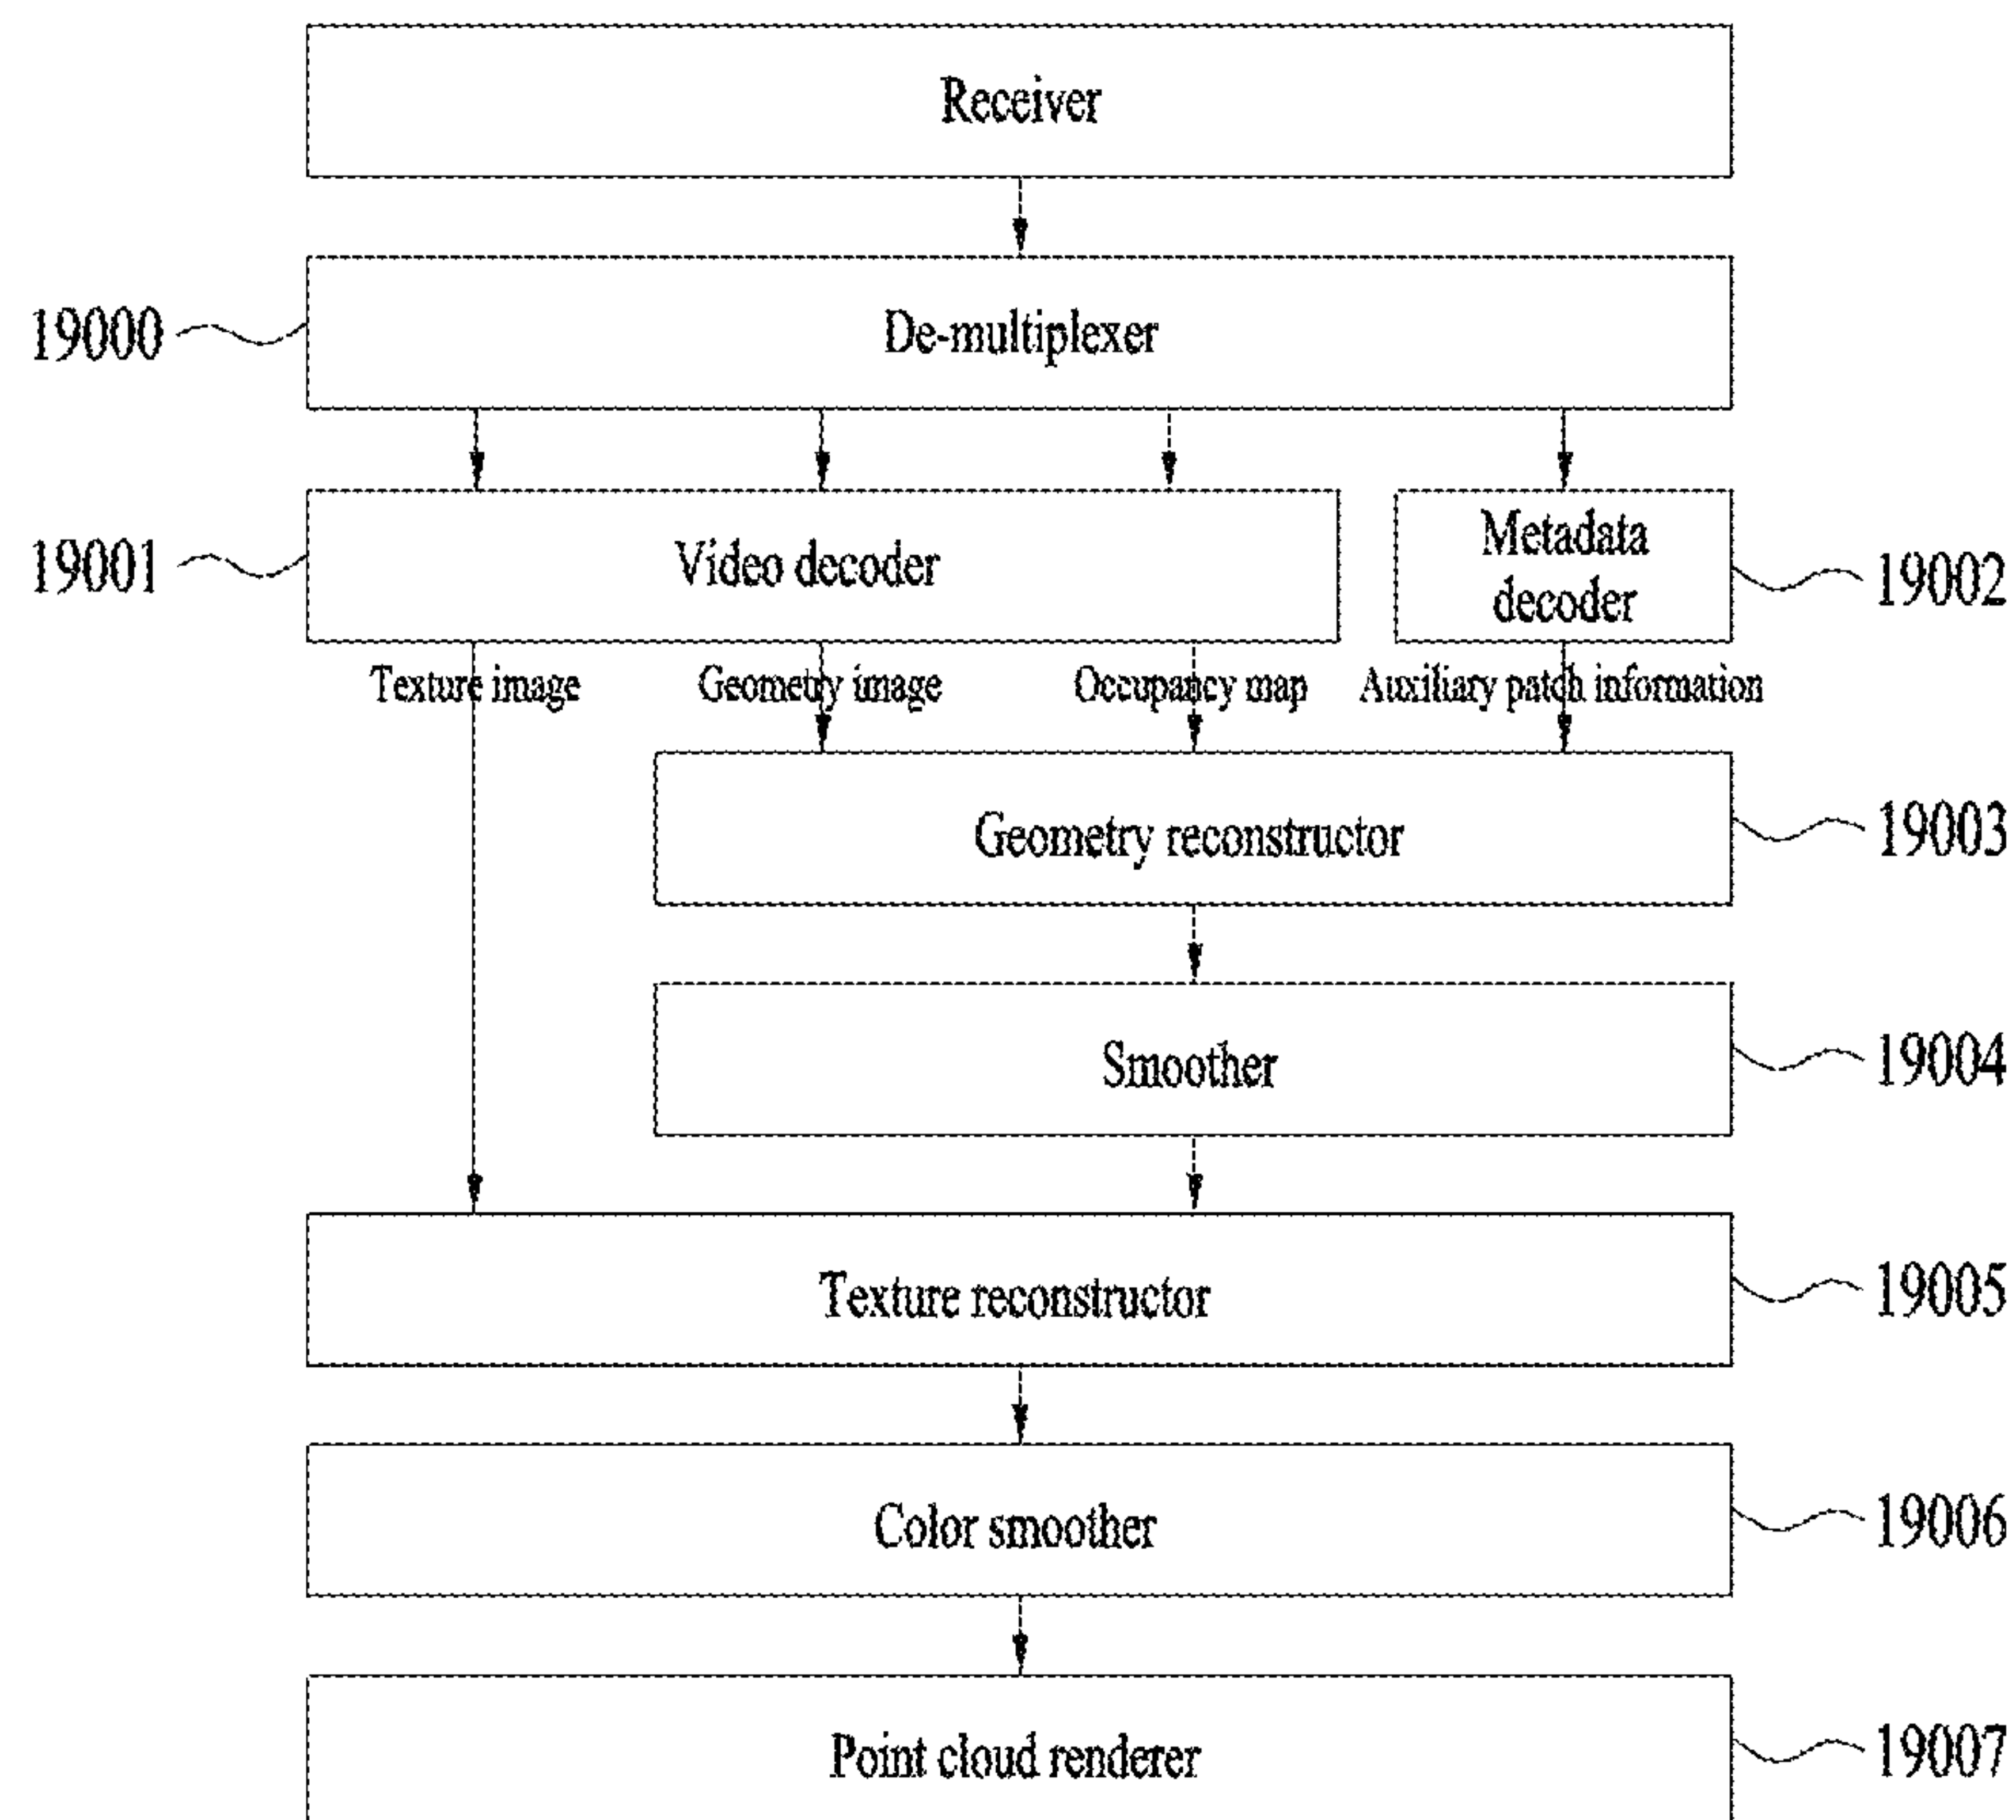 Receiver
19000
De-multiplexer
19001
Video decoder
Metadata
decoder
19002
Texture image
Geometry image
Occupancy map
Auxiliary patch information
Geometry reconstructor
19003
Smoother
19004
Texture reconstructor
19005
Color smoother
19006
Point cloud renderer
19007